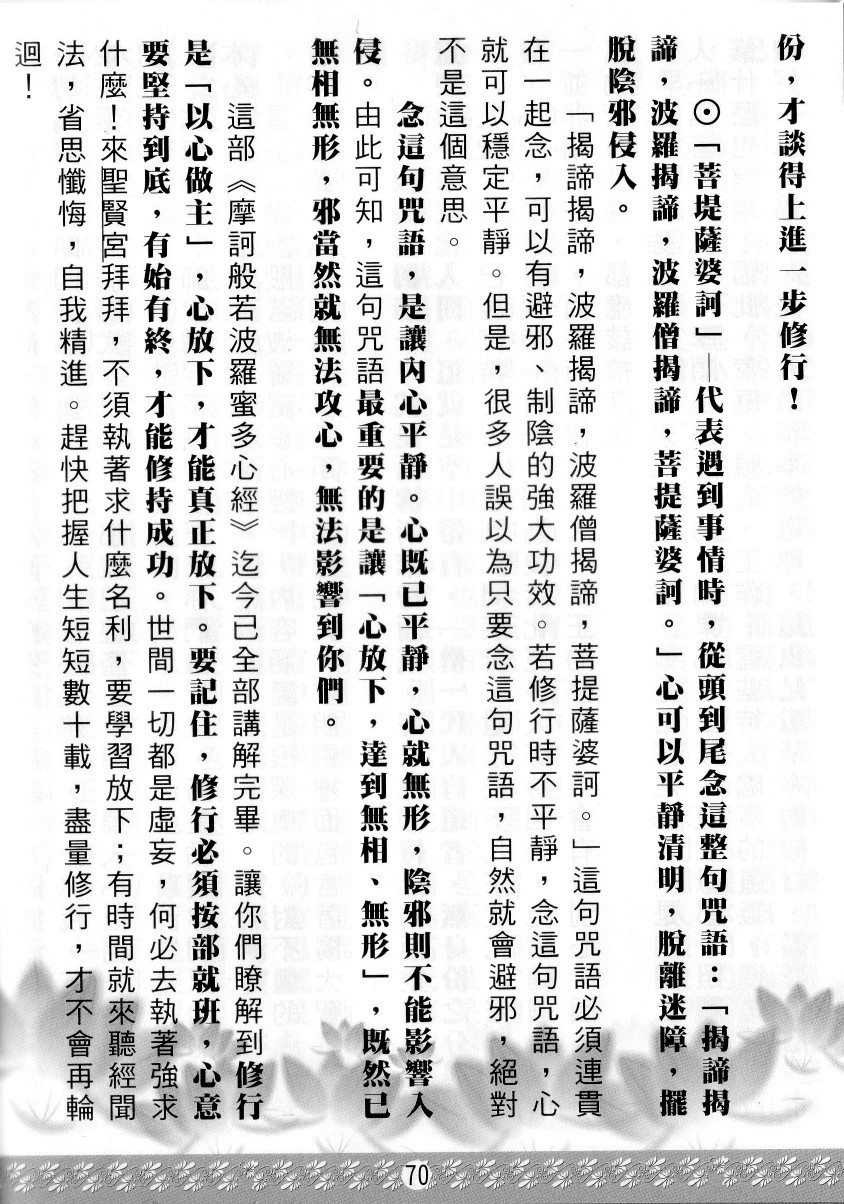 份，才談得上進一步修行！
⊙「菩堤薩婆訶」—代表遇到事情時，從頭到尾念這整句咒語：「揭諦揭
諦，波羅揭諦，波羅僧揭諦，菩提薩婆訶。」心可以平靜清明，脫離迷障，擺
脫陰邪侵入。
「揭諦揭諦，波羅揭諦，波羅僧揭諦，菩提薩婆訶。」這句咒語必須連貫
在一起念，可以有避邪、制陰的強大功效。若修行時不平靜，念這句咒語，心
就可以穩定平靜。但是，很多人誤以為只要念這句咒語，自然就會避邪，絕對
不是這個意思。
念這句咒語，是讓內心平靜。心既已平靜，心就無形，陰邪則不能影響入
侵。由此可知，這句咒語最重要的是讓「心放下，達到無相、無形」，既然已
無相無形，邪當然就無法攻心，無法影響到你們。
這部《摩訶般若波羅蜜多心經》迄今已全部講解完畢。讓你們瞭解到修行
是「以心做主」，心放下，才能真正放下。要記住，修行必須按部就班，心意
要堅持到底，有始有終，才能修持成功。世間一切都是虛妄，何必去執著強求
什麼！來聖賢宮拜拜，不須執著求什麼名利，要學習放下；有時間就來聽經聞
法，省思懺悔，自我精進。趕快把握人生短短數十載，盡量修行，才不會再輪
迴！
70